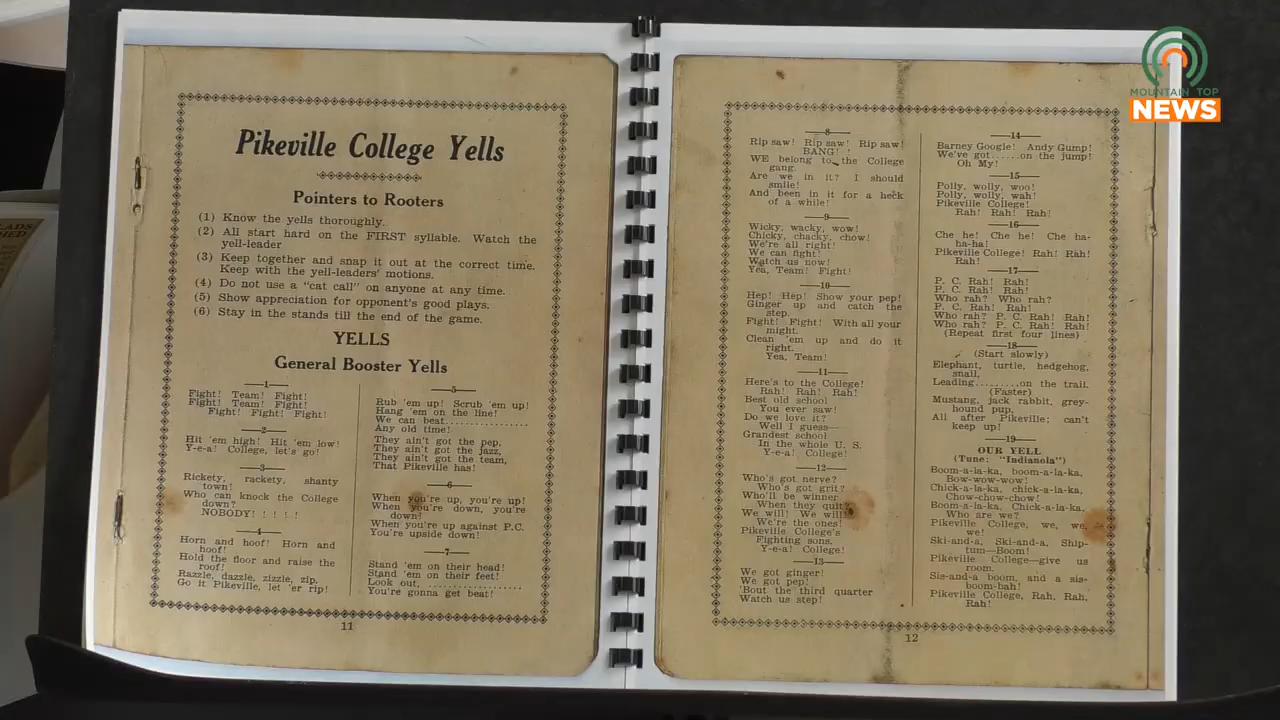 Pikeville College Yells
Pointers to Rooters
(1) Know the yells thoroughly.
(2) All start hard on the FIRST syllable. Watch the
yell-leader
(3) Keep together and snap it out at the correct time.
Keep with the yell-leaders' motions.
(4) Do not use a "cat call" on anyone at any time.
(5) Show appreciation for opponent's good plays.
(6) Stay in the stands till the end of the game.
YELLS
General Booster Yells
—1—
Fight! Team! Fight!
Fight! Team! Fight!
Fight! Fight! Fight!
—2—
Hit 'em high! Hit 'em low!
Y-e-a! College, let's go!
—3—
Rickety, rackety, shanty
town!
Who can knock the College
down?
NOBODY! ! ! !
—4—
Horn and hoof! Horn and
hoof!
Hold the floor and raise the
roof!
Razzle, dazzle, zizzle, zip,
Go it Pikeville, let 'er rip!
—5—
Rub 'em up! Scrub 'em up!
Hang 'em on the line!
We can beat................
Any old time!
They ain't got the pep,
They ain't got the jazz,
They ain't got the team,
That Pikeville has!
—6—
When you're up, you're up!
When you're down, you're
down!
When you're up against P.C.
You're upside down!
—7—
Stand 'em on their head!
Stand 'em on their feet!
Look out, ..................
You're gonna get beat!
11
—8—
Rip saw! Rip saw! Rip saw!
BANG! !
WE belong to the College
gang.
Are we in it? I should
smile!
And been in it for a heck
of a while!
—9—
Wicky, wacky, wow!
Chicky, chacky, chow!
We're all right!
We can fight!
Watch us now!
Yea, Team! Fight!
—10—
Hep! Hep! Show your pep!
Ginger up and catch the
step.
Fight! Fight! With all your
might.
Clean 'em up and do it
right.
Yea, Team!
—11—
Here's to the College!
Rah! Rah! Rah!
Best old school
You ever saw!
Do we love it?
Well I guess—
Grandest school
In the whole U. S.
Y-e-a! College!
—12—
Who's got nerve?
Who's got grit?
Who'll be winner
When they quit?
We will! We will!
We're the ones!
Pikeville College's
Fighting sons.
Y-e-a! College!
—13—
We got ginger!
We got pep!
'Bout the third quarter
Watch us step!
—14—
Barney Google! Andy Gump!
We've got......on the jump!
Oh My!
—15—
Polly, wolly, woo!
Polly, wolly, wah!
Pikeville College!
Rah! Rah! Rah!
—16—
Che he! Che he! Che ha-
ha-ha!
Pikeville College! Rah! Rah!
Rah!
—17—
P. C. Rah! Rah!
P. C. Rah! Rah!
Who rah? Who rah?
P. C. Rah! Rah!
Who rah? P. C. Rah! Rah!
Who rah? P. C. Rah! Rah!
(Repeat first four lines)
—18—
(Start slowly)
Elephant, turtle, hedgehog,
snail,
Leading.........on the trail.
(Faster)
Mustang, jack rabbit, grey-
hound pup,
All after Pikeville; can't
keep up!
—19—
OUR YELL
(Tune: "Indianola")
Boom-a-la-ka, boom-a-la-ka,
Bow-wow-wow!
Chick-a-la-ka, chick-a-la-ka,
Chow-chow-chow!
Boom-a-la-ka, Chick-a-la-ka,
Who are we?
Pikeville College, we, we,
we!
Ski-and-a, Ski-and-a, Ship-
tum—Boom!
Pikeville College—give us
room.
Sis-and-a boom, and a sis-
boom-bah!
Pikeville College, Rah, Rah,
Rah!
12
MOUNTAIN TOP
NEWS